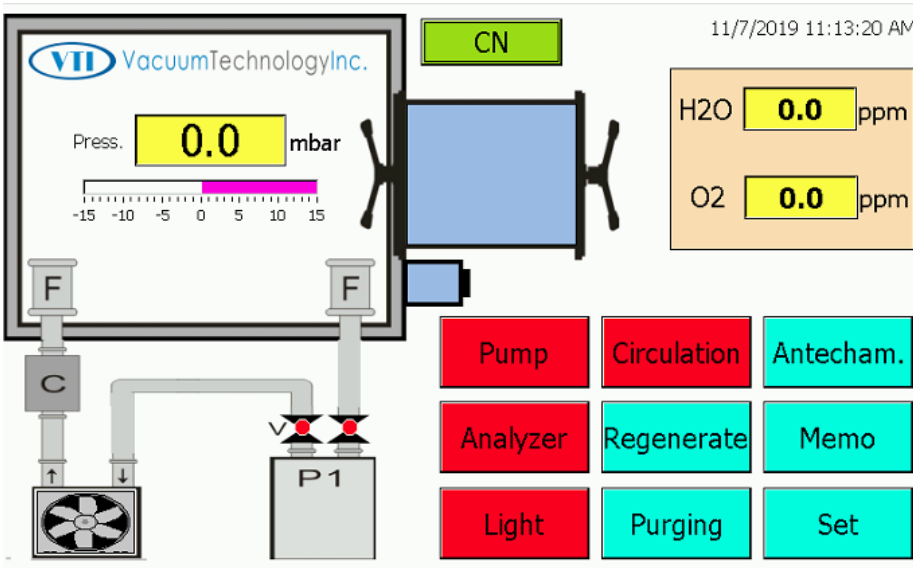 11/7/2019 11:13:20 AM
CN
VTI VacuumTechnologyInc.
Press. 0.0 mbar
-15 -10 -5 0 5 10 15
H2O 0.0 ppm
O2 0.0 ppm
F F
C
V
P1
Pump Circulation Antecham.
Analyzer Regenerate Memo
Light Purging Set